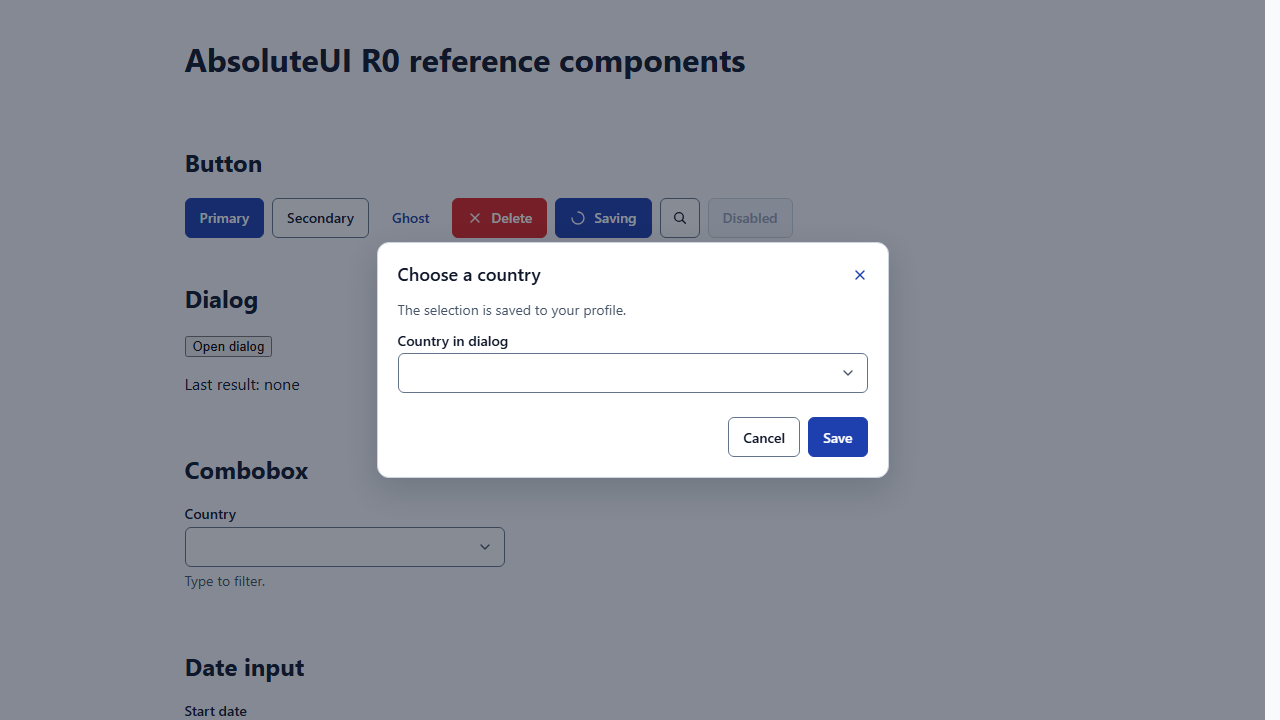 AbsoluteUI R0 reference components
Button
Primary Secondary Ghost Delete Saving Disabled
Choose a country
Dialog
The selection is saved to your profile.
Country in dialog
Open dialog
Last result: none
Cancel Save
Combobox
Country
Type to filter.
Date input
Start date